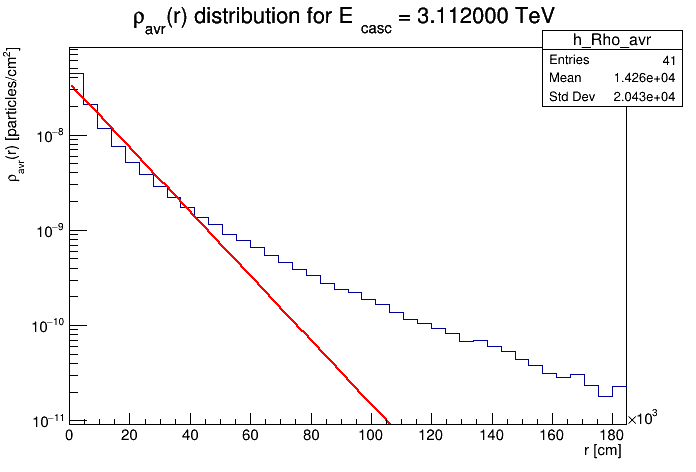 ρavr(r) distribution for E casc = 3.112000 TeV
h_Rho_avr
Entries 41
Mean 1.426e+04
Std Dev 2.043e+04
ρavr(r) [particles/cm2]
10−8
10−9
10−10
10−11
0 20 40 60 80 100 120 140 160 180
×103
r [cm]